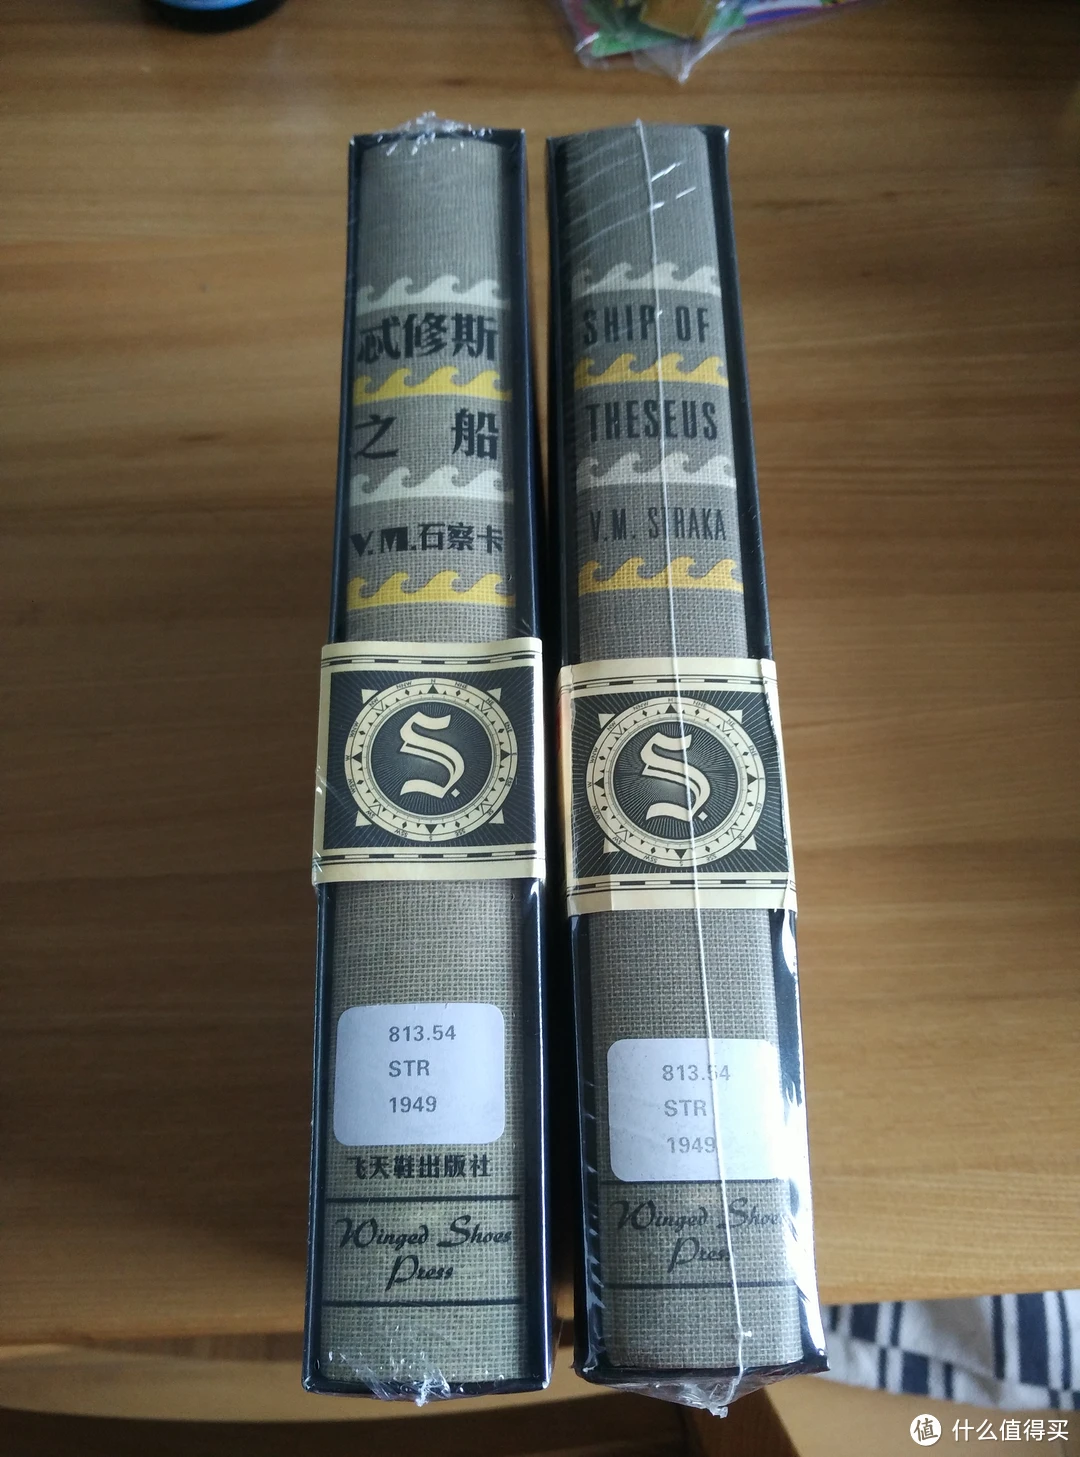 忒修斯
之 船
V.M.石察卡
S.
813.54
STR
1949
飞天鞋出版社
Winged Shoes
Press
SHIP OF
THESEUS
V.M. STRAKA
S.
813.54
STR
1949
Winged Shoes
Press
值 什么值得买